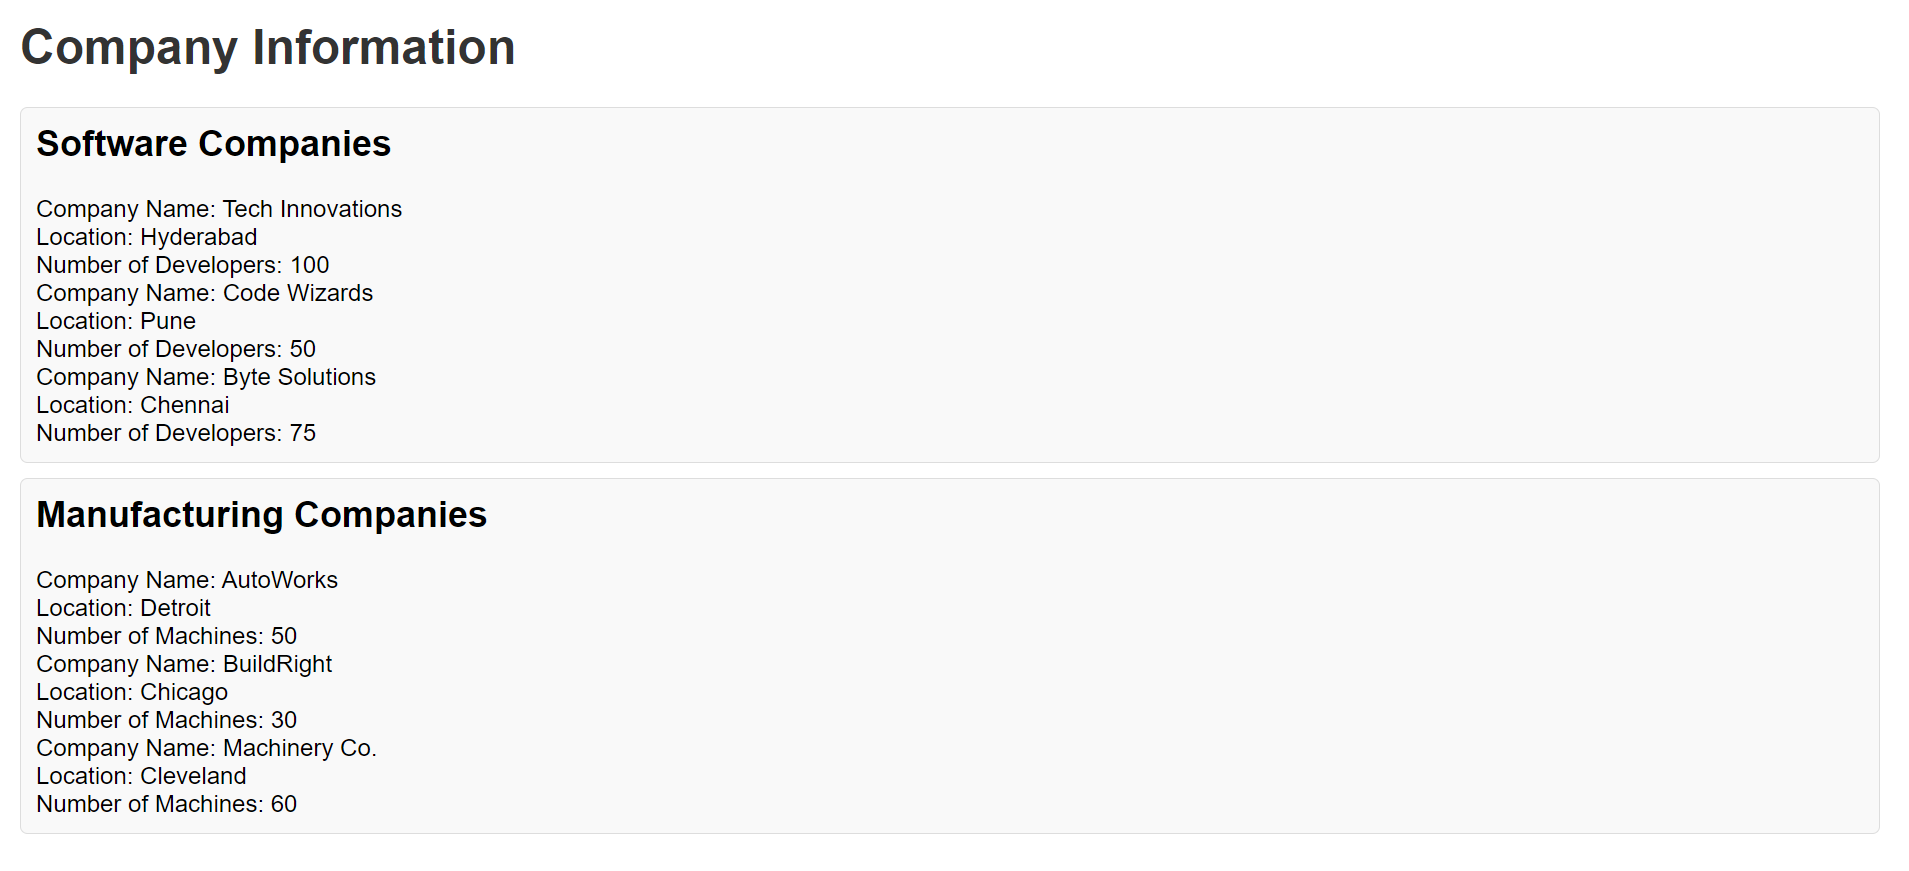 Company Information
Software Companies
Company Name: Tech Innovations
Location: Hyderabad
Number of Developers: 100
Company Name: Code Wizards
Location: Pune
Number of Developers: 50
Company Name: Byte Solutions
Location: Chennai
Number of Developers: 75
Manufacturing Companies
Company Name: AutoWorks
Location: Detroit
Number of Machines: 50
Company Name: BuildRight
Location: Chicago
Number of Machines: 30
Company Name: Machinery Co.
Location: Cleveland
Number of Machines: 60